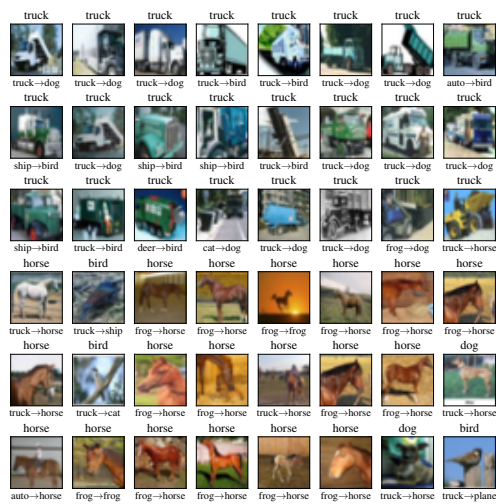 truck truck truck truck truck truck truck truck
truck→dog truck→dog truck→dog truck→bird truck→bird truck→dog truck→dog auto→bird
truck truck truck truck truck truck truck truck
ship→bird truck→dog ship→bird ship→bird truck→bird truck→dog truck→dog truck→dog
truck truck truck truck truck truck truck truck
ship→bird truck→bird deer→bird cat→dog truck→dog truck→dog frog→dog truck→horse
horse bird horse horse horse horse horse horse
truck→horse truck→ship frog→horse frog→horse frog→frog frog→horse frog→horse frog→horse
horse bird horse horse horse horse horse dog
truck→horse truck→cat frog→horse frog→horse truck→horse frog→horse frog→horse truck→horse
horse horse horse horse horse horse dog bird
auto→horse frog→frog frog→horse frog→horse frog→horse frog→horse truck→horse truck→plane